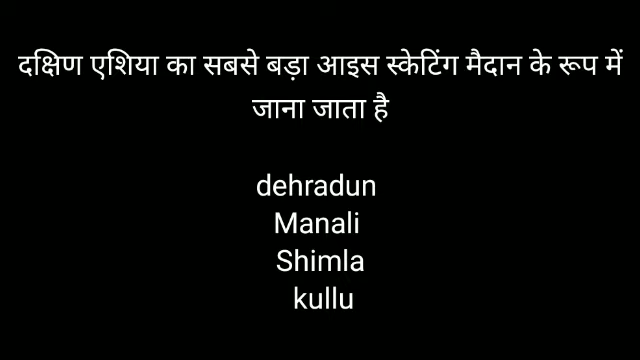 दक्षिण एशिया का सबसे बड़ा आइस स्केटिंग मैदान के रूप में
जाना जाता है
dehradun
Manali
Shimla
kullu